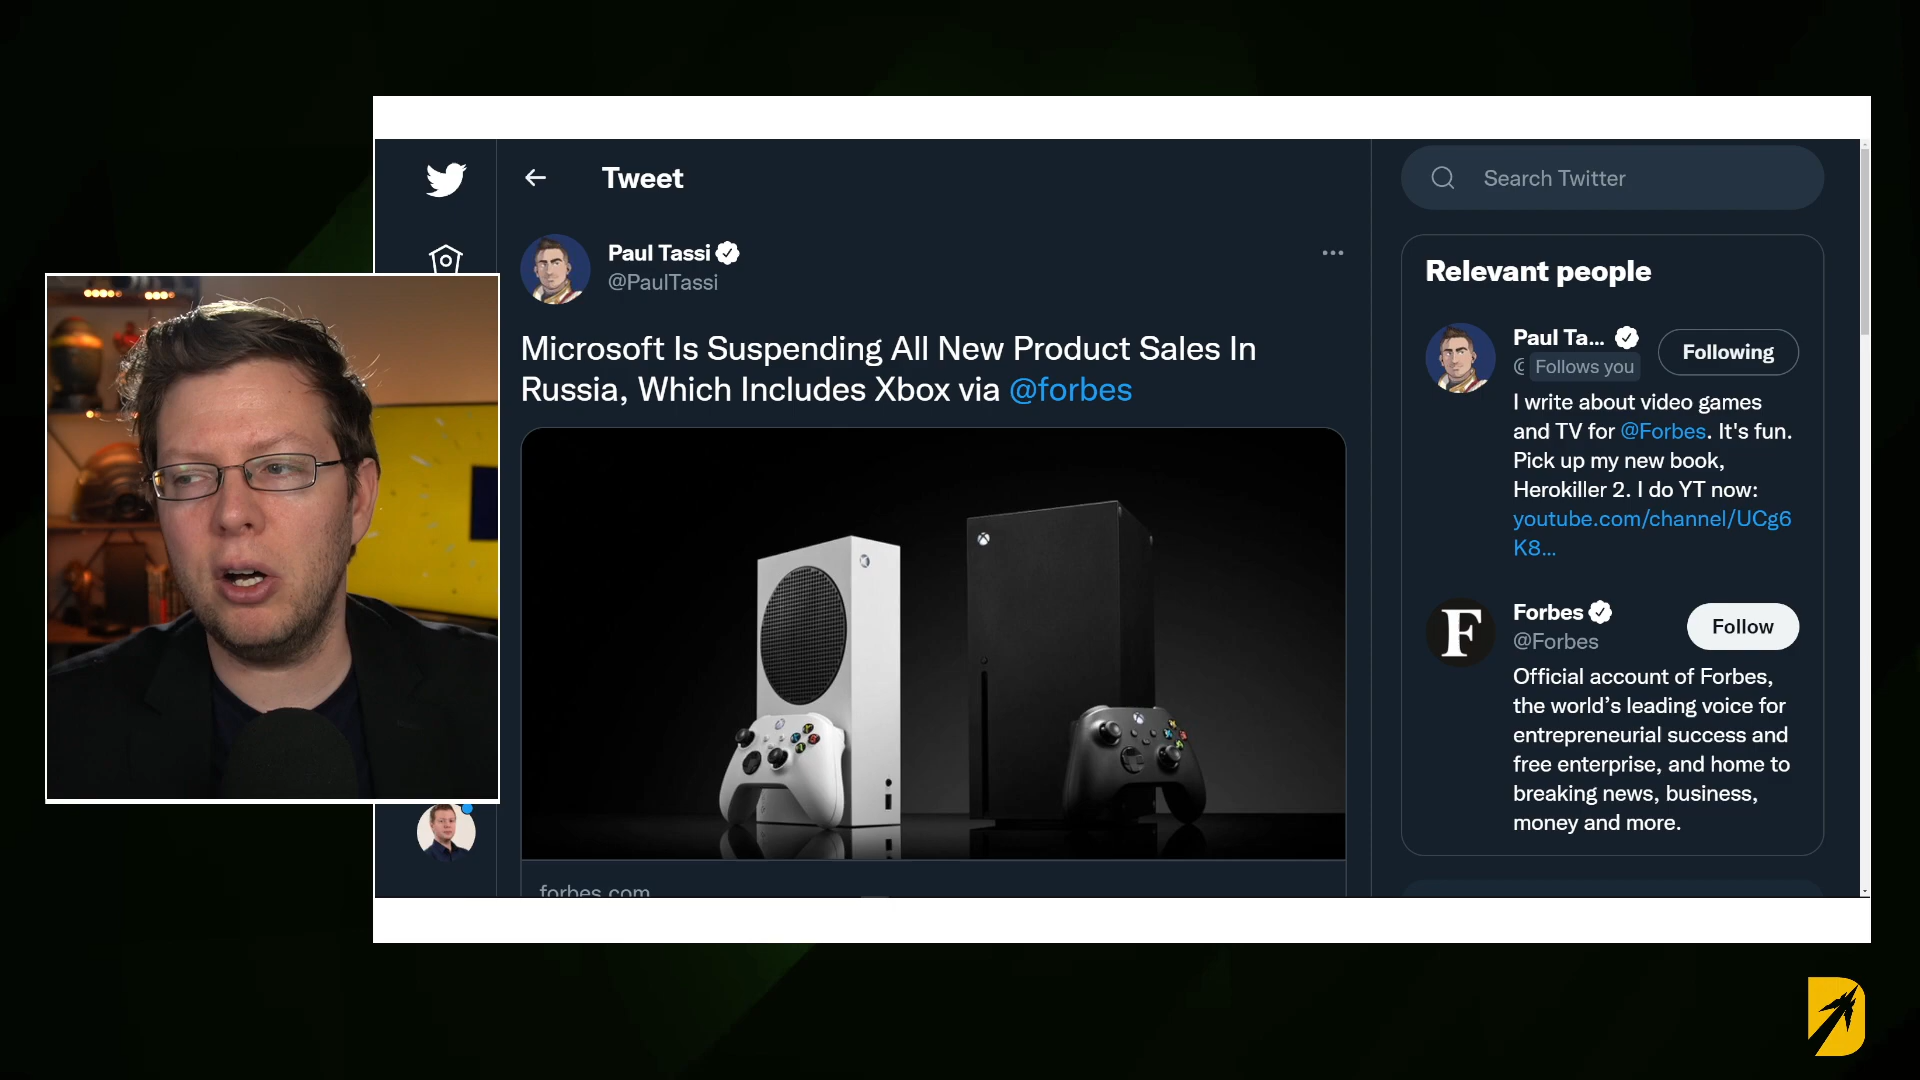 Tweet
Search Twitter
Paul Tassi
@PaulTassi
Microsoft Is Suspending All New Product Sales In
Russia, Which Includes Xbox via @forbes
forbes.com
Relevant people
Paul Ta...
Following
Follows you
I write about video games
and TV for @Forbes. It's fun.
Pick up my new book,
Herokiller 2. I do YT now:
youtube.com/channel/UCg6
K8...
F
Forbes
@Forbes
Follow
Official account of Forbes,
the world’s leading voice for
entrepreneurial success and
free enterprise, and home to
breaking news, business,
money and more.